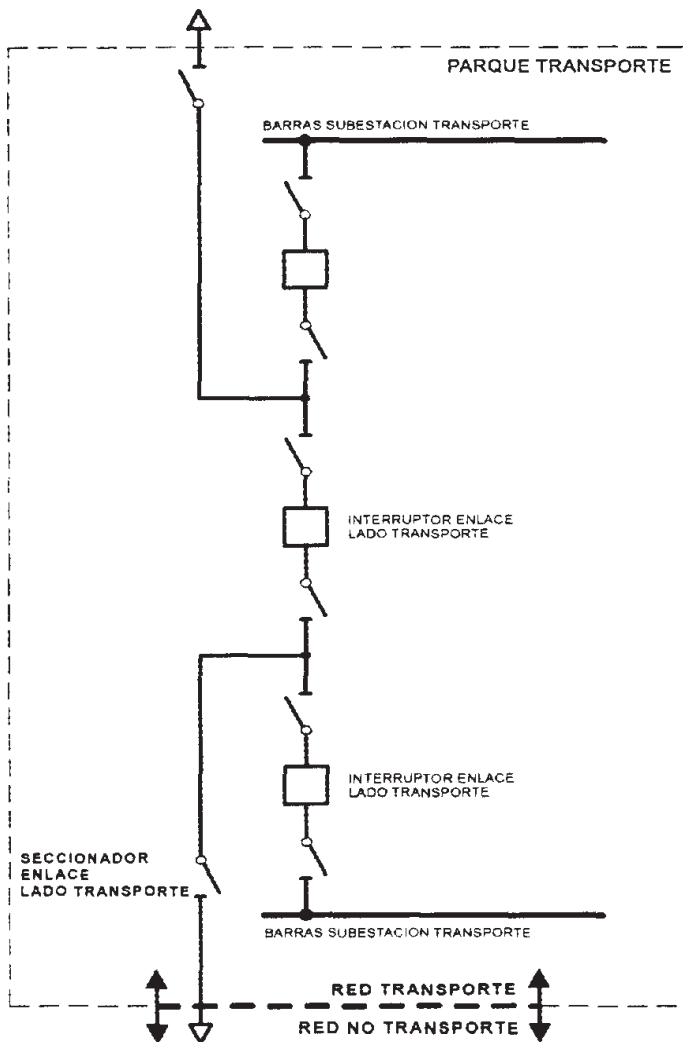 PARQUE TRANSPORTE
BARRAS SUBESTACION TRANSPORTE
INTERRUPTOR ENLACE
LADO TRANSPORTE
INTERRUPTOR ENLACE
LADO TRANSPORTE
SECCIONADOR
ENLACE
LADO TRANSPORTE
BARRAS SUBESTACION TRANSPORTE
RED TRANSPORTE
RED NO TRANSPORTE